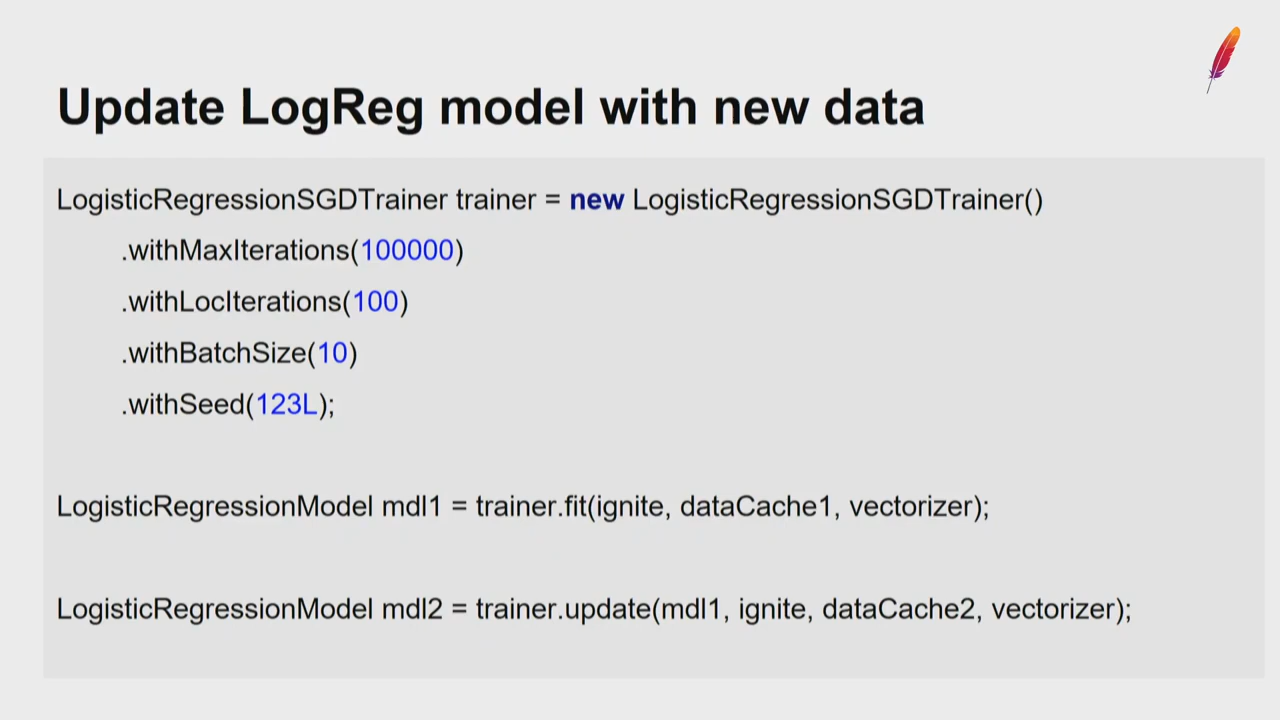 Update LogReg model with new data
LogisticRegressionSGDTrainer trainer = new LogisticRegressionSGDTrainer()
.withMaxIterations(100000)
.withLocIterations(100)
.withBatchSize(10)
.withSeed(123L);
LogisticRegressionModel mdl1 = trainer.fit(ignite, dataCache1, vectorizer);
LogisticRegressionModel mdl2 = trainer.update(mdl1, ignite, dataCache2, vectorizer);